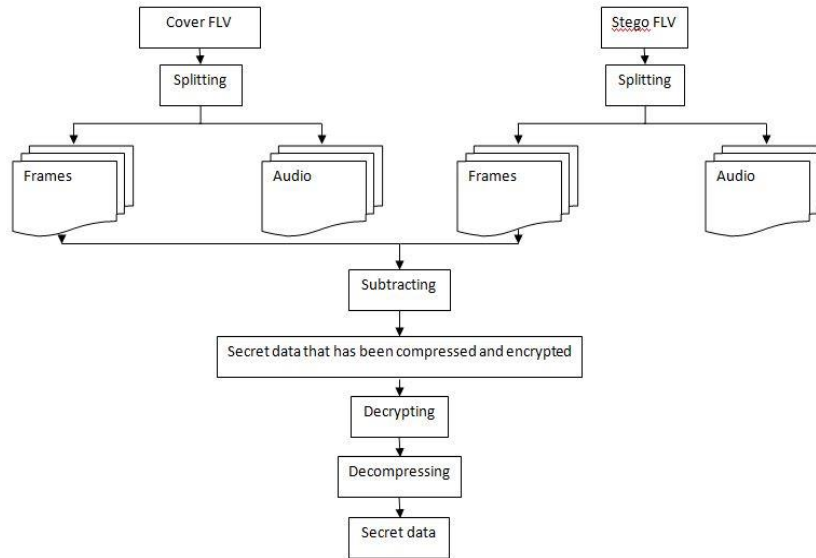 Cover FLV
Stego FLV
Splitting
Splitting
Frames
Audio
Frames
Audio
Subtracting
Secret data that has been compressed and encrypted
Decrypting
Decompressing
Secret data